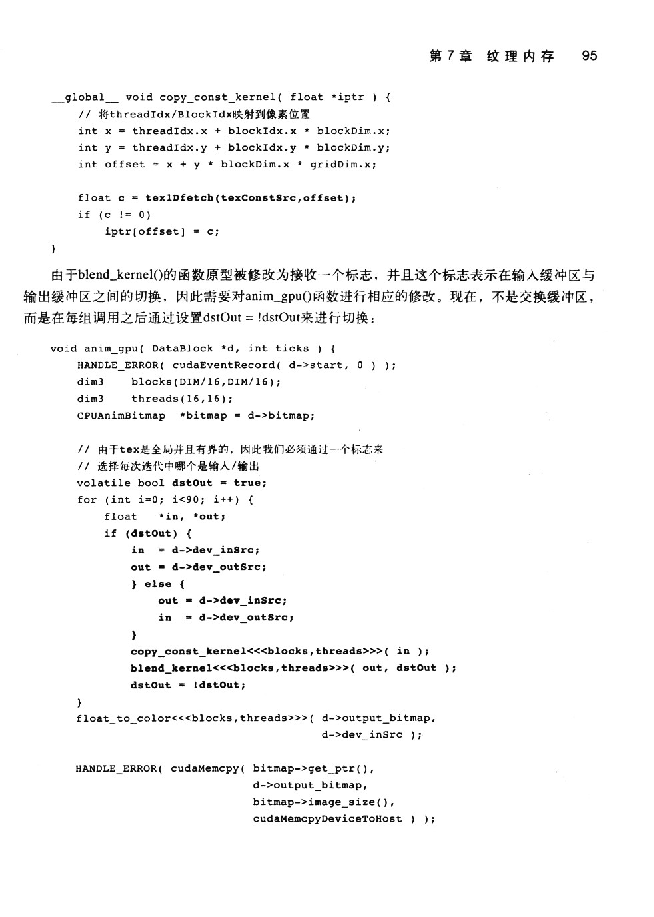 第7章 纹理内存 95
__global__ void copy_const_kernel( float *iptr ) {
// 将threadIdx/BlockIdx映射到像素位置
int x = threadIdx.x + blockIdx.x * blockDim.x;
int y = threadIdx.y + blockIdx.y * blockDim.y;
int offset = x + y * blockDim.x * gridDim.x;
float c = tex1Dfetch(texConstSrc,offset);
if (c != 0)
iptr[offset] = c;
}
由于blend_kernel()的函数原型被修改为接收一个标志，并且这个标志表示在输入缓冲区与
输出缓冲区之间的切换，因此需要对anim_gpu()函数进行相应的修改。现在，不是交换缓冲区，
而是在每组调用之后通过设置dstOut = !dstOut来进行切换：
void anim_gpu( DataBlock *d, int ticks ) {
HANDLE_ERROR( cudaEventRecord( d->start, 0 ) );
dim3 blocks(DIM/16,DIM/16);
dim3 threads(16,16);
CPUAnimBitmap *bitmap = d->bitmap;
// 由于tex是全局并且有界的，因此我们必须通过一个标志来
// 选择每次迭代中哪个是输入/输出
volatile bool dstOut = true;
for (int i=0; i<90; i++) {
float *in, *out;
if (dstOut) {
in = d->dev_inSrc;
out = d->dev_outSrc;
} else {
out = d->dev_inSrc;
in = d->dev_outSrc;
}
copy_const_kernel<<<blocks,threads>>>( in );
blend_kernel<<<blocks,threads>>>( out, dstOut );
dstOut = !dstOut;
}
float_to_color<<<blocks,threads>>>( d->output_bitmap,
d->dev_inSrc );
HANDLE_ERROR( cudaMemcpy( bitmap->get_ptr(),
d->output_bitmap,
bitmap->image_size(),
cudaMemcpyDeviceToHost ) );